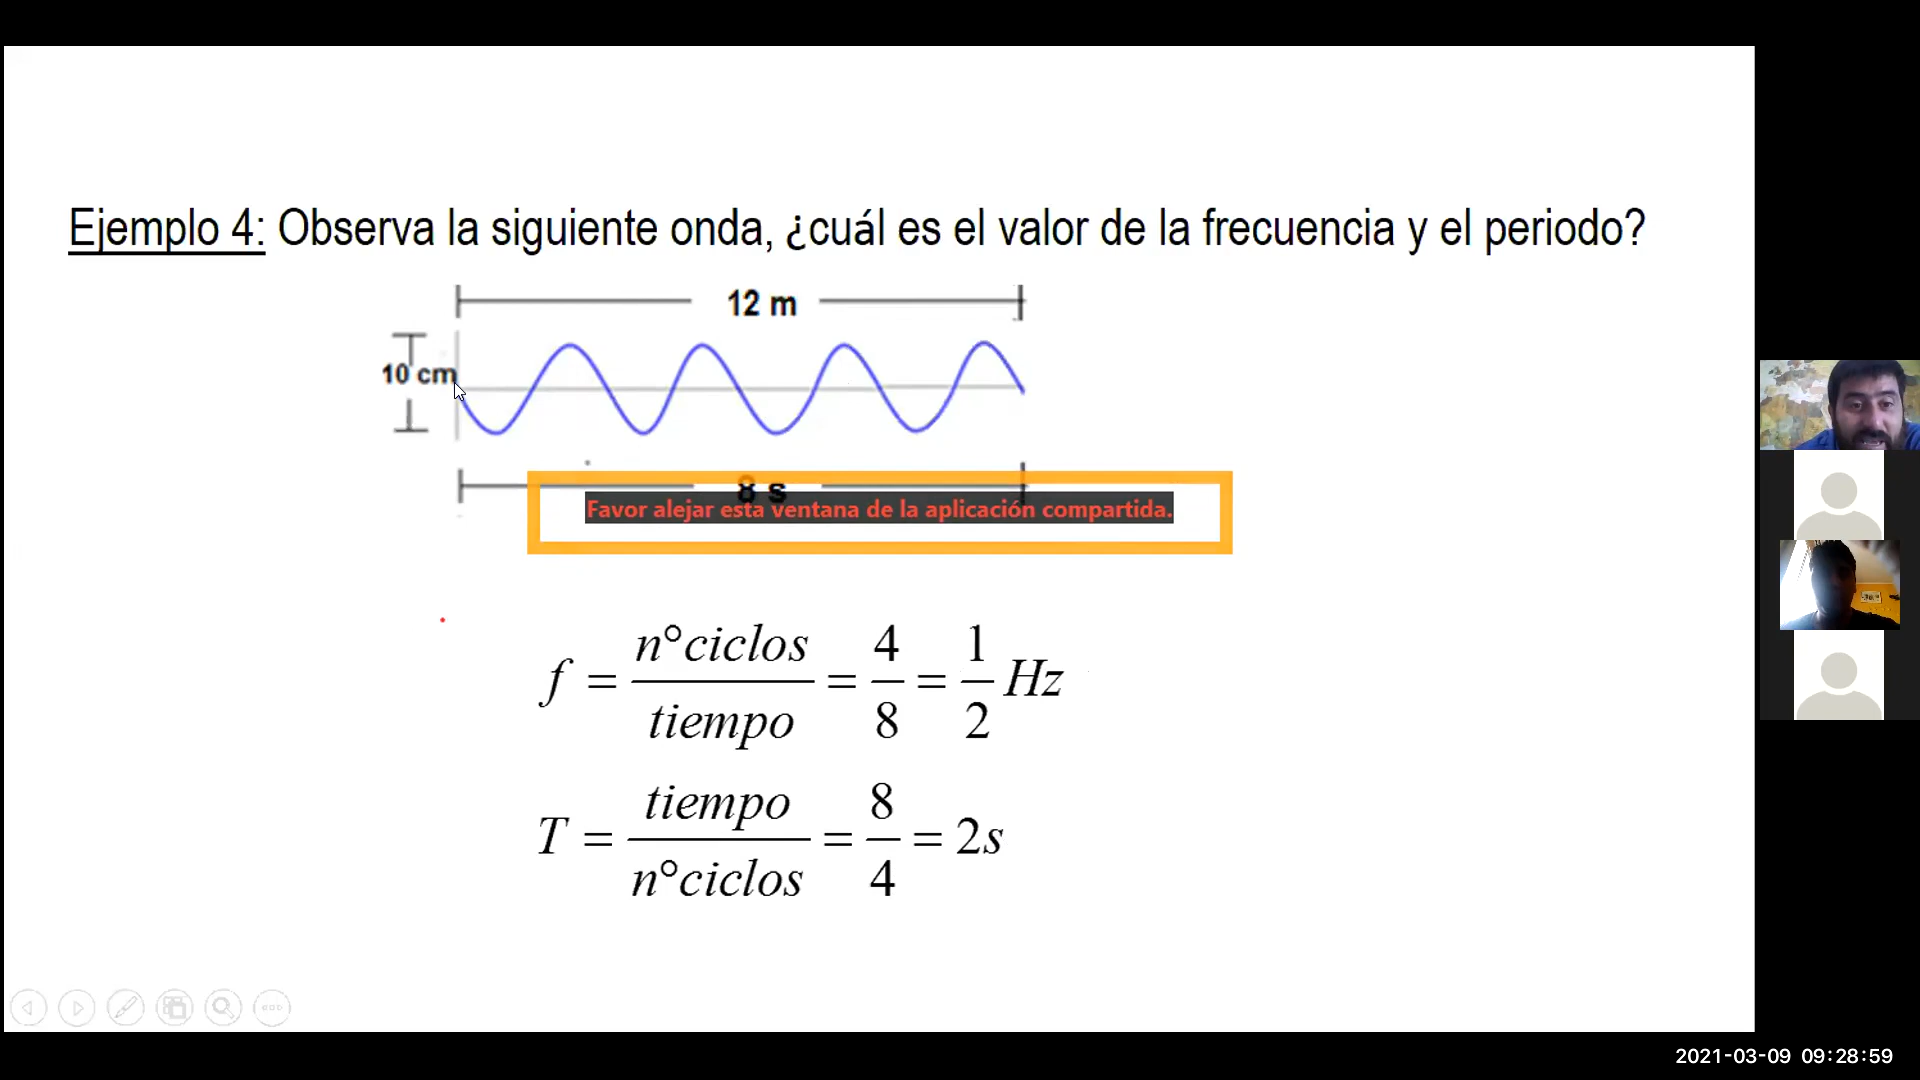 Ejemplo 4: Observa la siguiente onda, ¿cuál es el valor de la frecuencia y el periodo?
12 m
10 cm
8 s
Favor alejar esta ventana de la aplicación compartida.
f = n°ciclos / tiempo = 4 / 8 = 1 / 2 Hz
T = tiempo / n°ciclos = 8 / 4 = 2s
2021-03-09 09:28:59